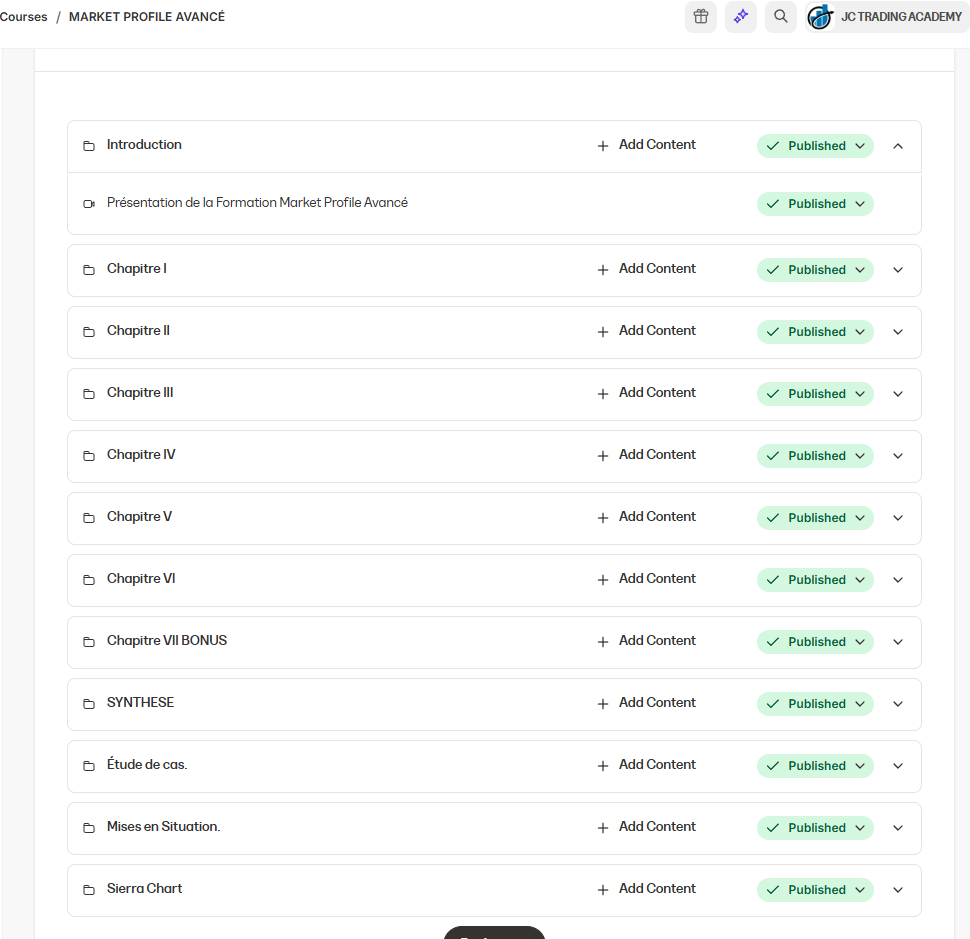 Courses / MARKET PROFILE AVANCÉ
JC TRADING ACADEMY
Introduction + Add Content Published
Présentation de la Formation Market Profile Avancé Published
Chapitre I + Add Content Published
Chapitre II + Add Content Published
Chapitre III + Add Content Published
Chapitre IV + Add Content Published
Chapitre V + Add Content Published
Chapitre VI + Add Content Published
Chapitre VII BONUS + Add Content Published
SYNTHESE + Add Content Published
Étude de cas. + Add Content Published
Mises en Situation. + Add Content Published
Sierra Chart + Add Content Published